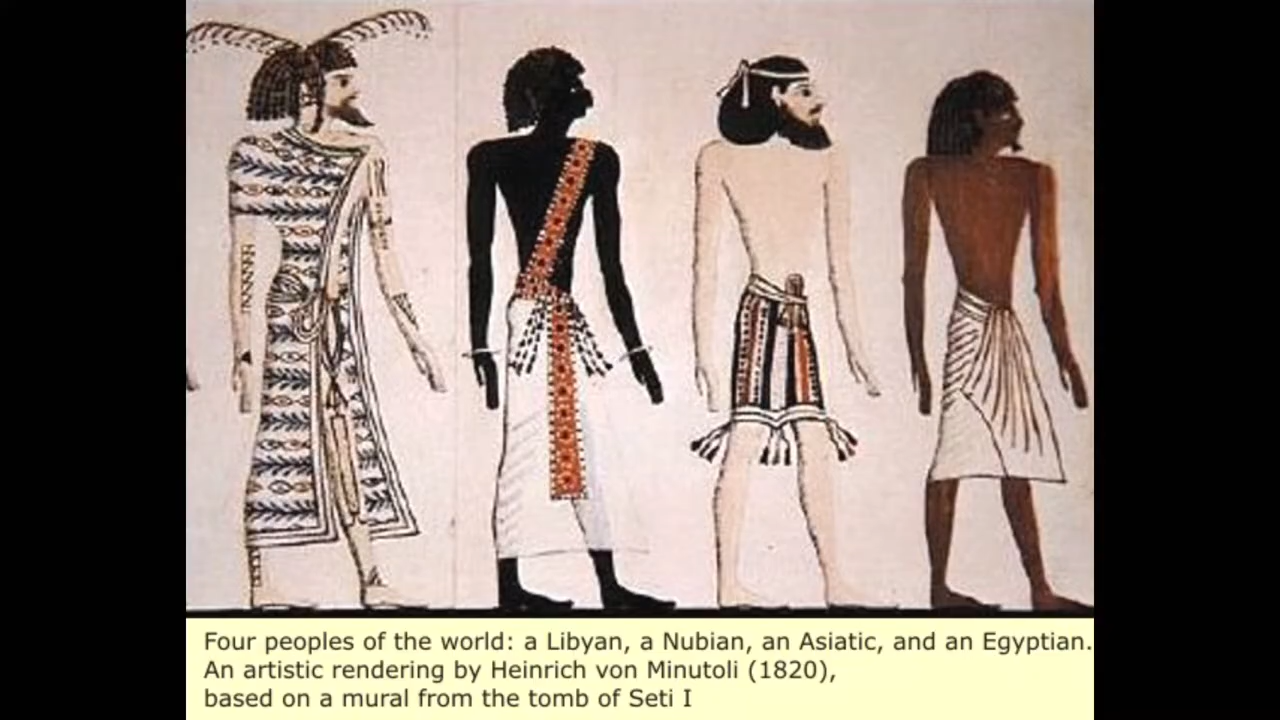 Four peoples of the world: a Libyan, a Nubian, an Asiatic, and an Egyptian.
An artistic rendering by Heinrich von Minutoli (1820),
based on a mural from the tomb of Seti I